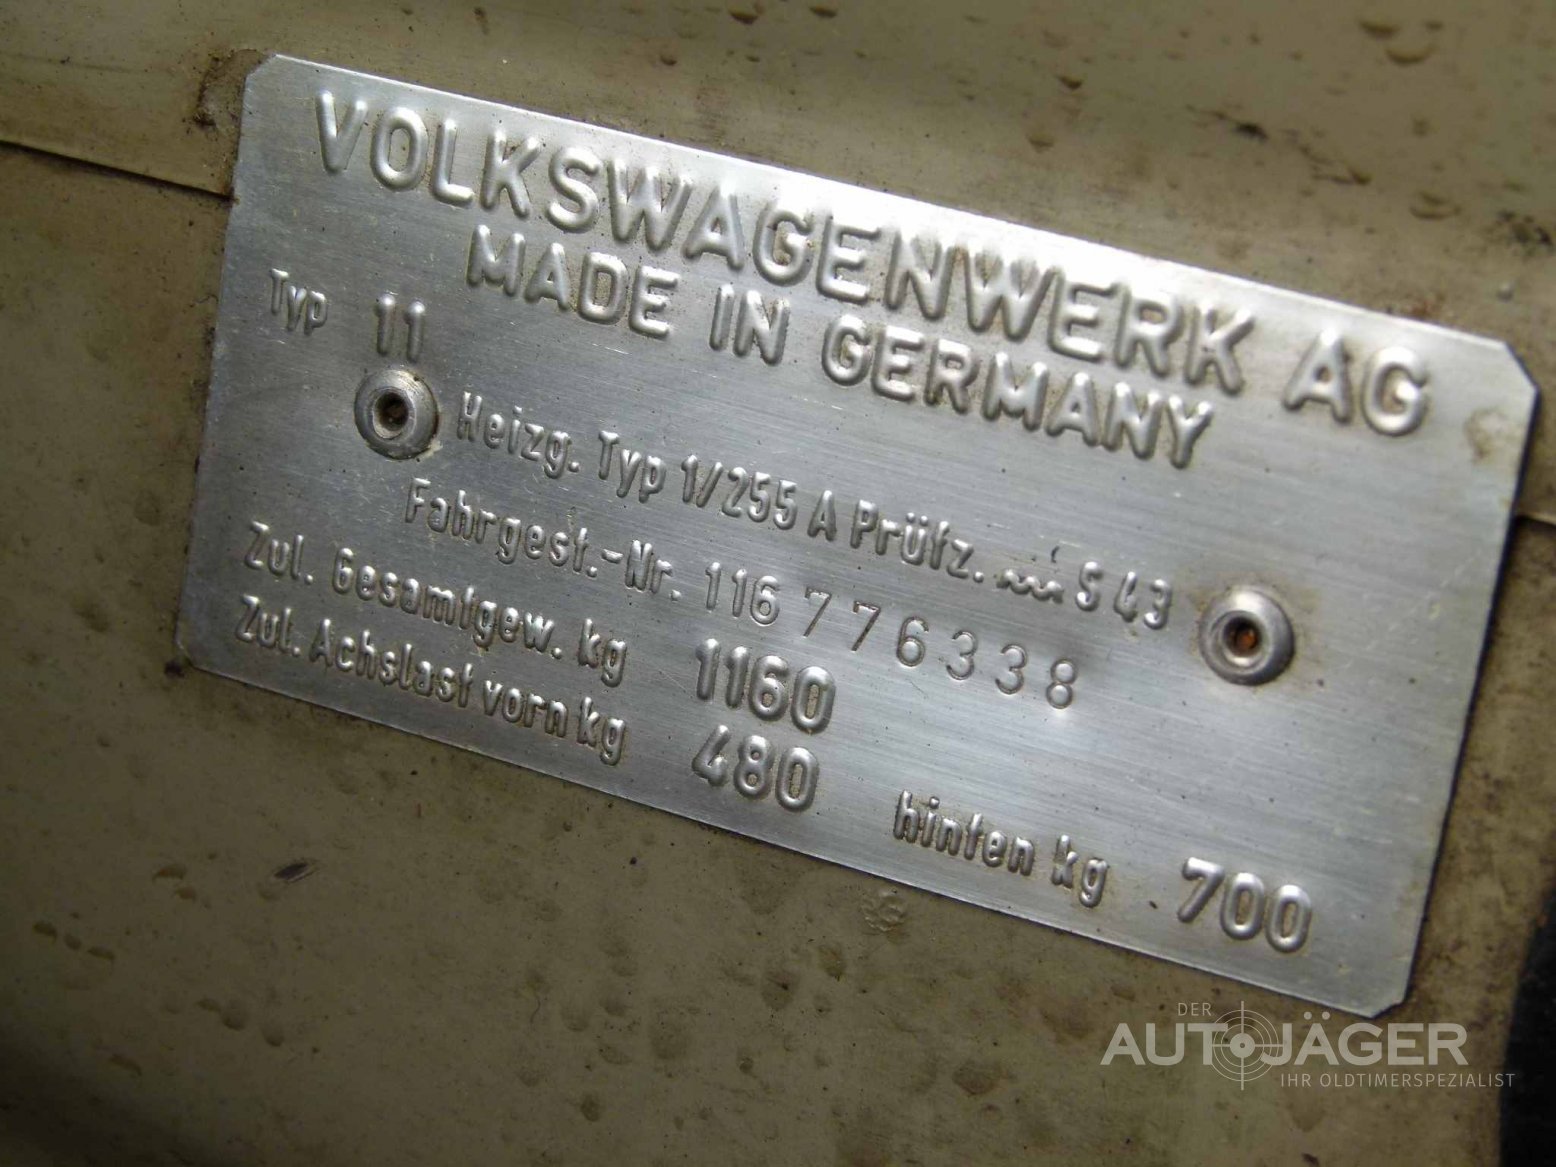 VOLKSWAGENWERK AG
MADE IN GERMANY
Typ 11
Heizg. Typ 1/255 A Prüfz. ᨓ S 43
Fahrgest.-Nr. 116 776338
Zul. Gesamtgew. kg 1160
Zul. Achslast vorn kg 480 hinten kg 700
DER
AUTOJÄGER
IHR OLDTIMERSPEZIALIST